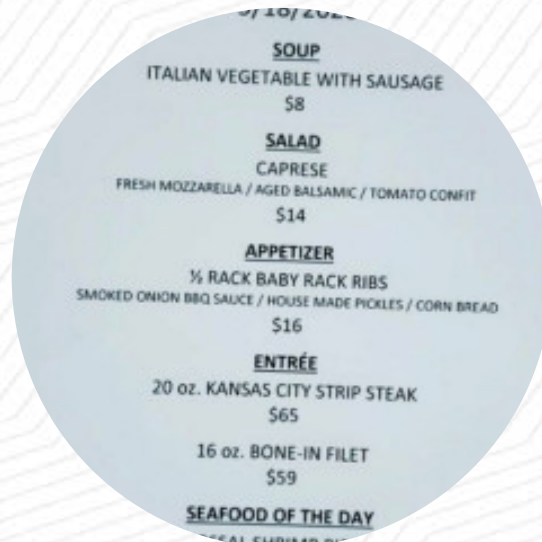 SOUP
ITALIAN VEGETABLE WITH SAUSAGE
$8
SALAD
CAPRESE
FRESH MOZZARELLA / AGED BALSAMIC / TOMATO CONFIT
$14
APPETIZER
½ RACK BABY RACK RIBS
SMOKED ONION BBQ SAUCE / HOUSE MADE PICKLES / CORN BREAD
$16
ENTRÉE
20 oz. KANSAS CITY STRIP STEAK
$65
16 oz. BONE-IN FILET
$59
SEAFOOD OF THE DAY
SHRIMP